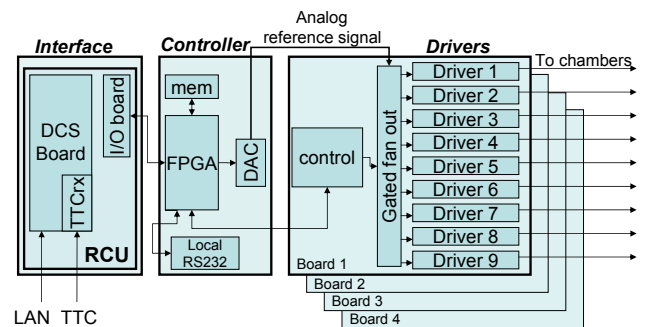 Analog
reference signal
Interface
Controller
Drivers
To chambers
DCS
Board
I/O board
TTCrx
RCU
mem
FPGA
DAC
Local
RS232
control
Gated fan out
Driver 1
Driver 2
Driver 3
Driver 4
Driver 5
Driver 6
Driver 7
Driver 8
Driver 9
Board 1
Board 2
Board 3
Board 4
LAN TTC